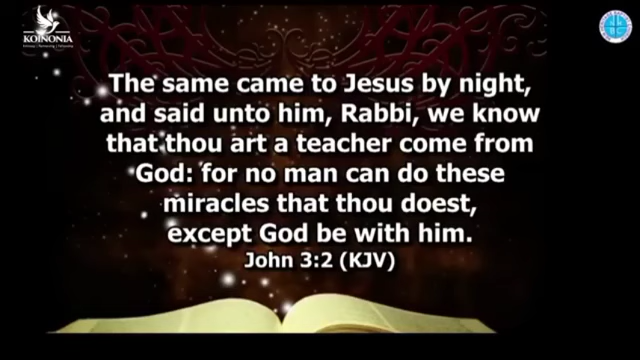 KOINONIA
The same came to Jesus by night,
and said unto him, Rabbi, we know
that thou art a teacher come from
God: for no man can do these
miracles that thou doest,
except God be with him.
John 3:2 (KJV)